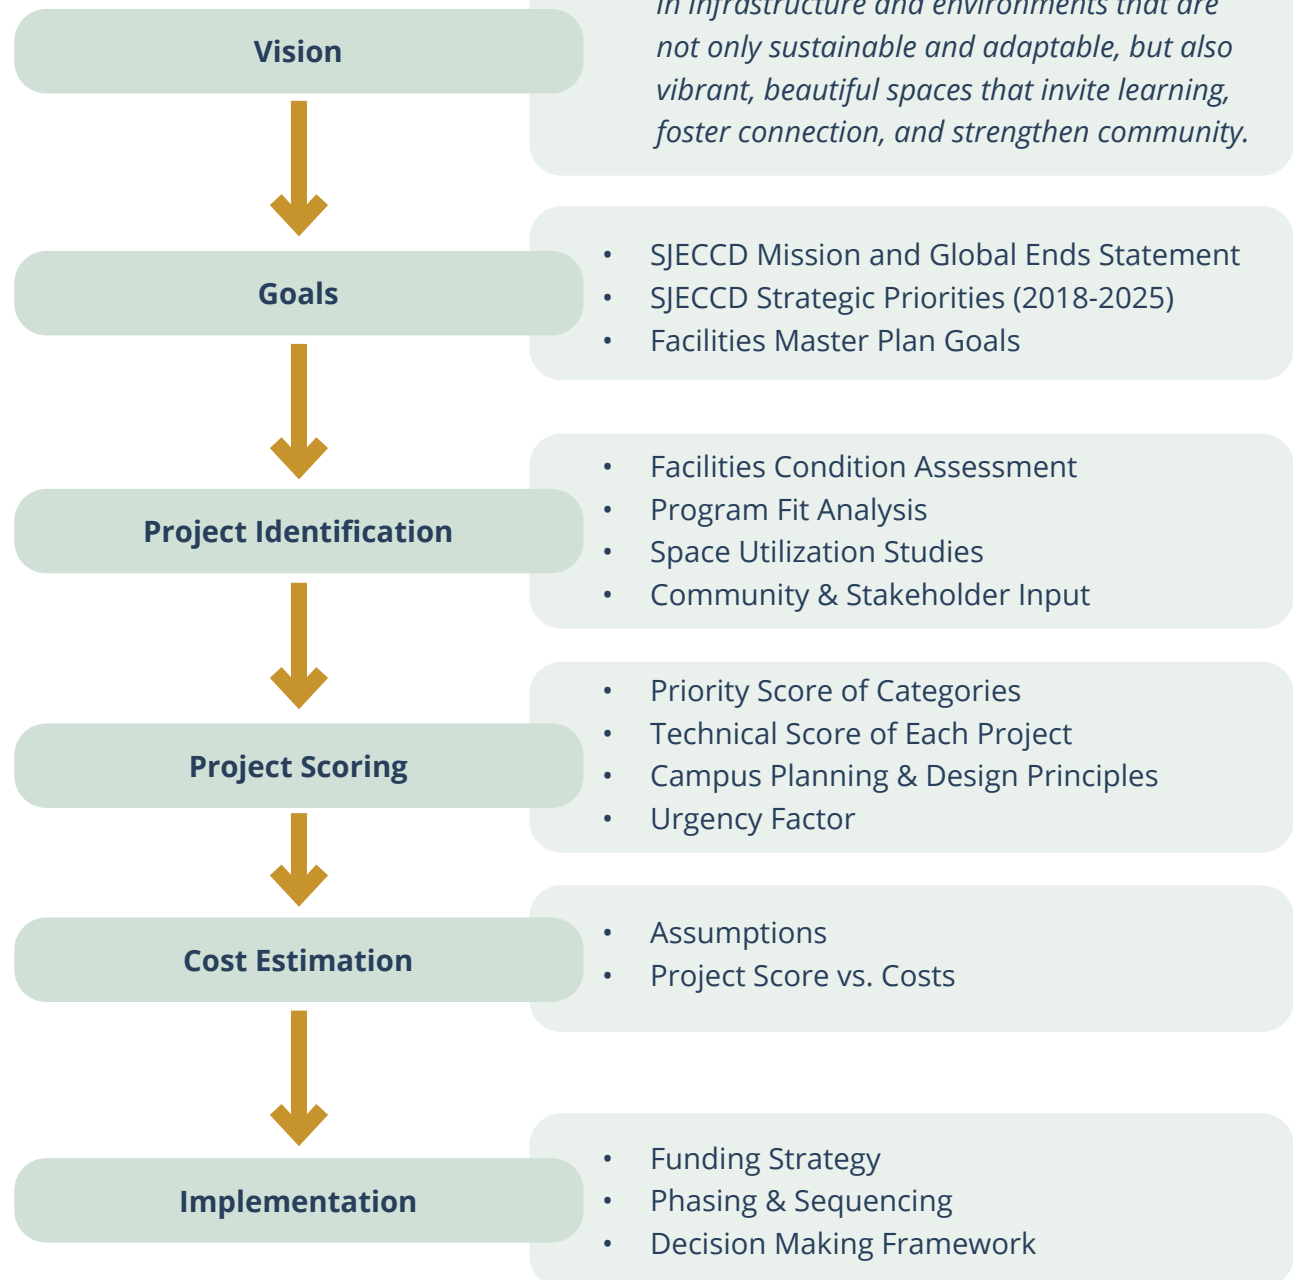 in infrastructure and environments that are
not only sustainable and adaptable, but also
vibrant, beautiful spaces that invite learning,
foster connection, and strengthen community.
Vision
Goals
• SJECCD Mission and Global Ends Statement
• SJECCD Strategic Priorities (2018-2025)
• Facilities Master Plan Goals
Project Identification
• Facilities Condition Assessment
• Program Fit Analysis
• Space Utilization Studies
• Community & Stakeholder Input
Project Scoring
• Priority Score of Categories
• Technical Score of Each Project
• Campus Planning & Design Principles
• Urgency Factor
Cost Estimation
• Assumptions
• Project Score vs. Costs
Implementation
• Funding Strategy
• Phasing & Sequencing
• Decision Making Framework